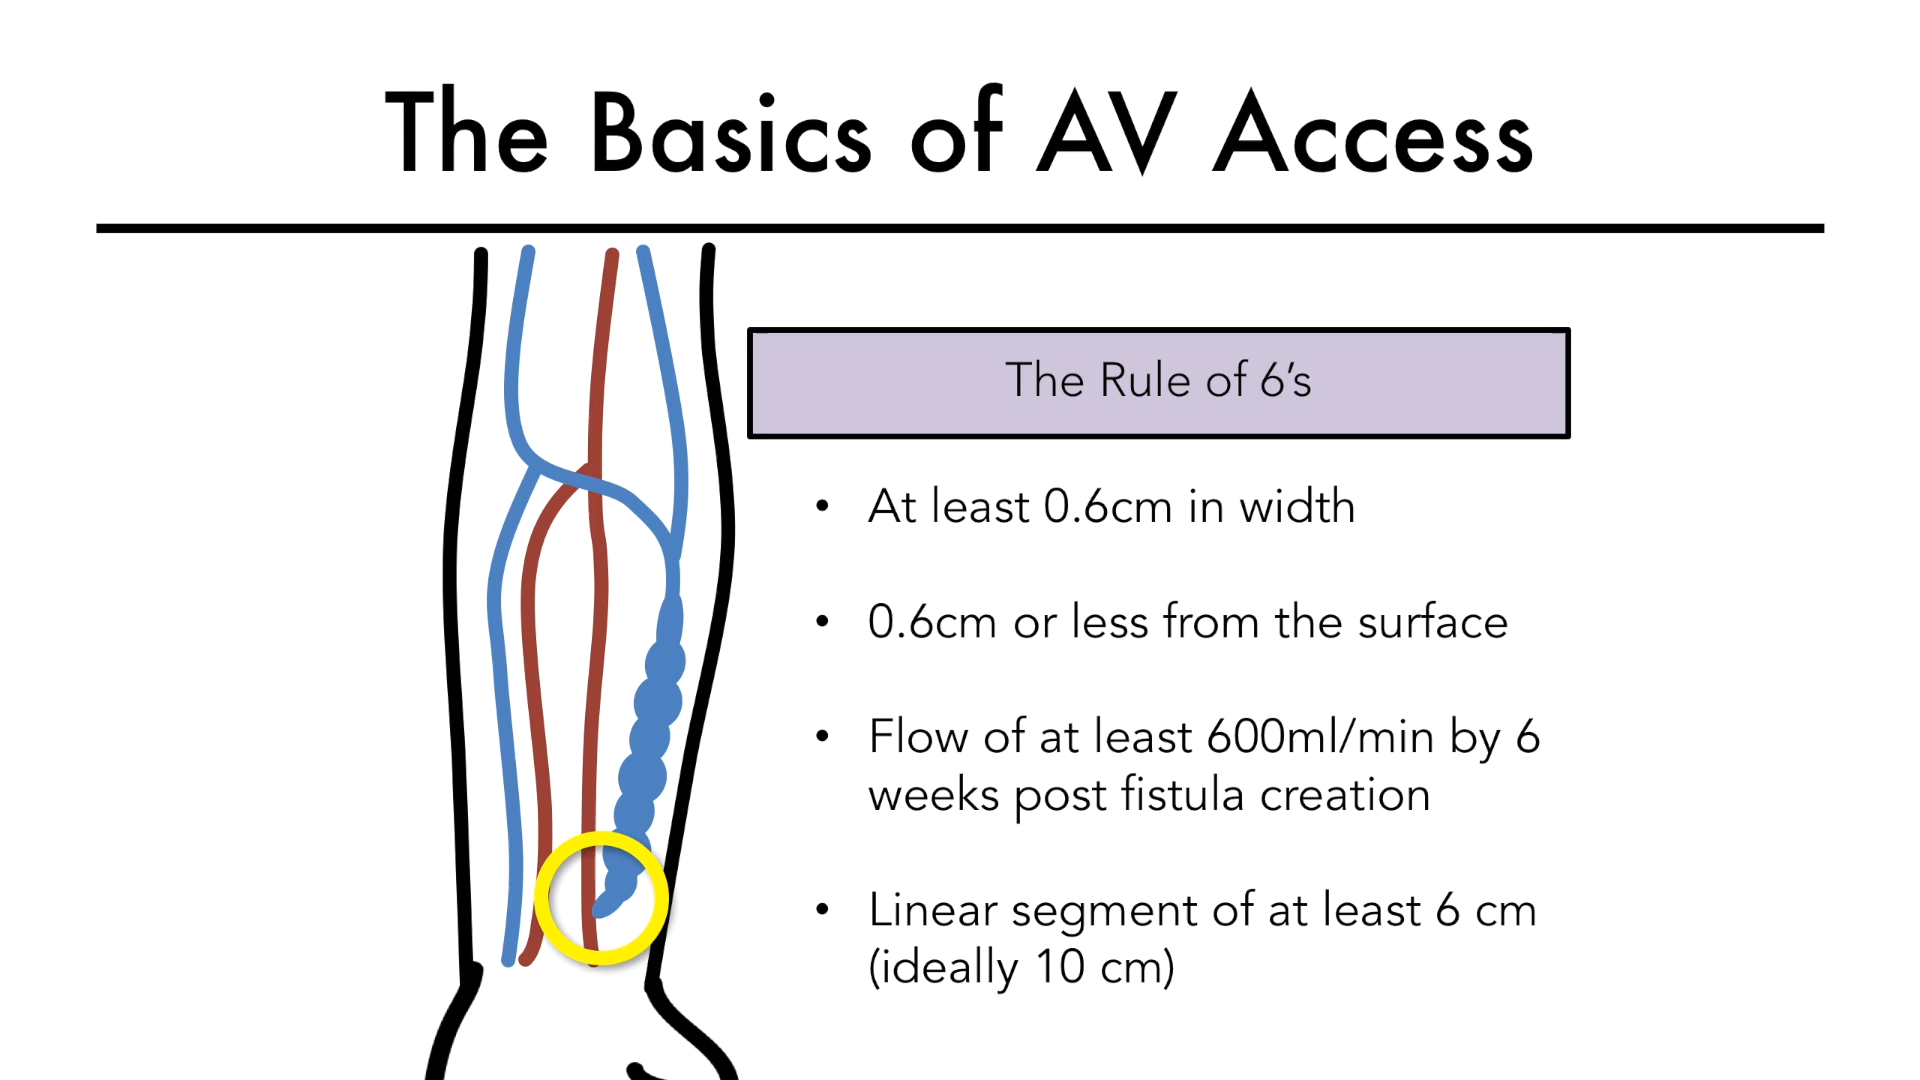 The Basics of AV Access
The Rule of 6’s
• At least 0.6cm in width
• 0.6cm or less from the surface
• Flow of at least 600ml/min by 6
weeks post fistula creation
• Linear segment of at least 6 cm
(ideally 10 cm)